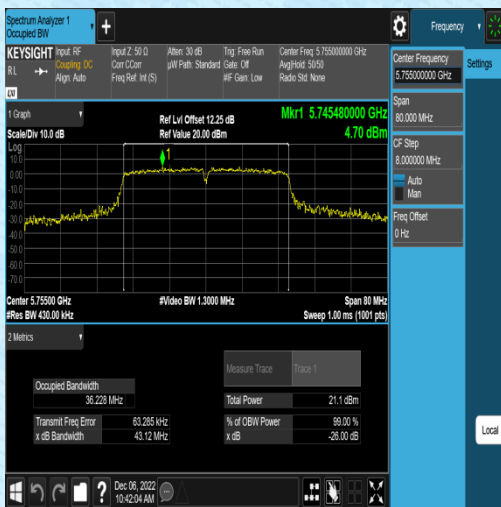 Spectrum Analyzer 1
Occupied BW
+
Frequency
KEYSIGHT
Input: RF
Input Z: 50 Ω
Atten: 30 dB
Trig: Free Run
Center Freq: 5.755000000 GHz
RL
Coupling: DC
Corr CCorr
µW Path: Standard
Gate: Off
Avg|Hold: 50/50
Align: Auto
Freq Ref: Int (S)
#IF Gain: Low
Radio Std: None
Center Frequency
5.755000000 GHz
Settings
Span
80.000 MHz
CF Step
8.000000 MHz
Auto
Man
Freq Offset
0 Hz
Local
1 Graph
Scale/Div 10.0 dB
Ref Lvl Offset 12.25 dB
Ref Value 20.00 dBm
Mkr1 5.745480000 GHz
4.70 dBm
Log
10.0
0.00
-10.0
-20.0
-30.0
-40.0
-50.0
-60.0
-70.0
1
Center 5.75500 GHz
#Video BW 1.3000 MHz
Span 80 MHz
#Res BW 430.00 kHz
Sweep 1.00 ms (1001 pts)
2 Metrics
Measure Trace
Trace 1
Occupied Bandwidth
36.228 MHz
Total Power
21.1 dBm
Transmit Freq Error
63.285 kHz
% of OBW Power
99.00 %
x dB Bandwidth
43.12 MHz
x dB
-26.00 dB
?
Dec 06, 2022
10:42:04 AM